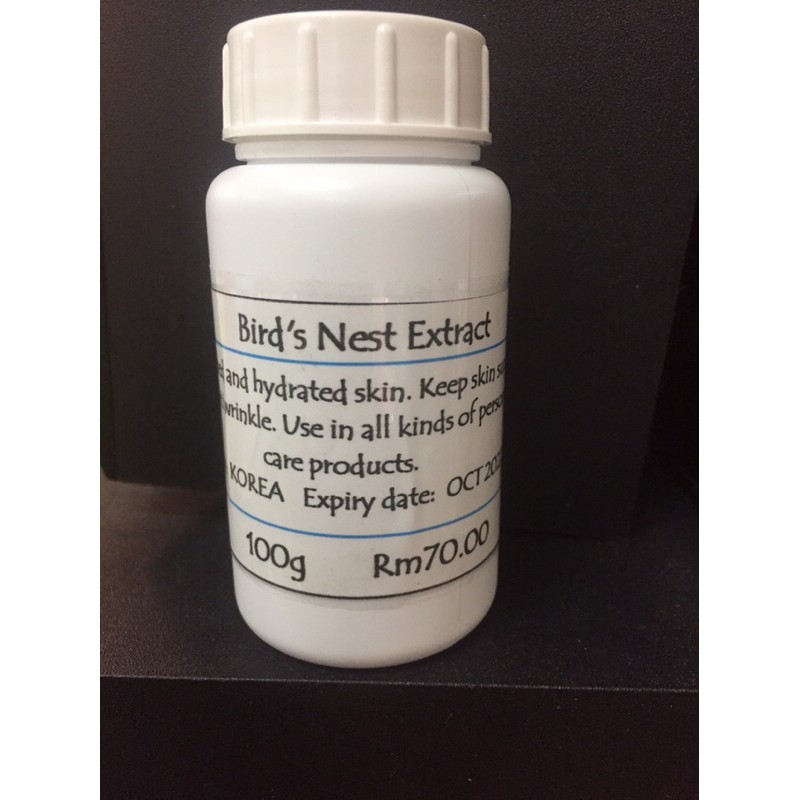 Bird's Nest Extract
and hydrated skin. Keep skin
wrinkle. Use in all kinds of
care products.
KOREA Expiry date: OCT
100g Rm70.00